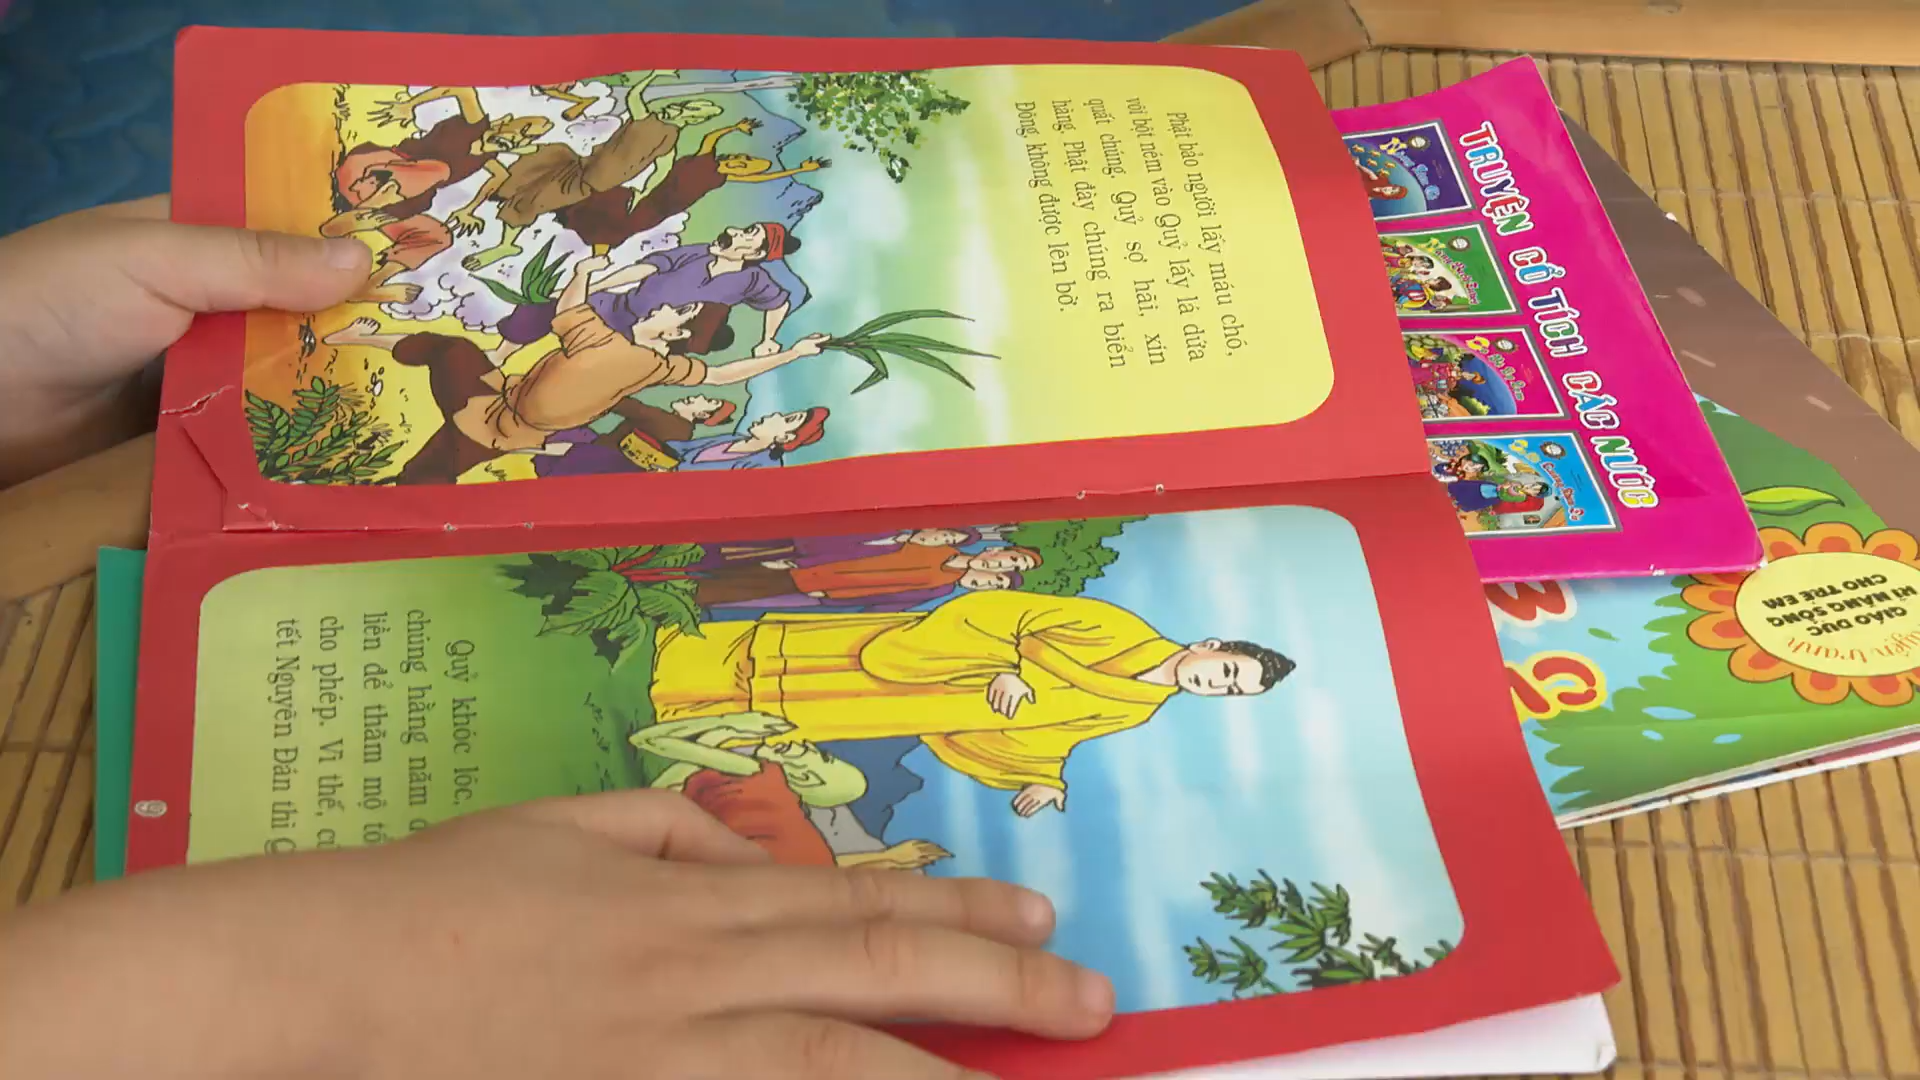 Phật bảo người lấy máu chó,
vôi bột ném vào Quỷ lấy lá dứa
quất chúng. Quỷ sợ hãi, xin
hàng. Phật đày chúng ra biển
Đông, không được lên bờ.
Quỷ khóc lóc,
chúng hằng năm
liền để thăm mộ
cho phép. Vì thế,
tết Nguyên Đán thì
9
TRUYỆN CỔ TÍCH CÁC NƯỚC
GIÁO DỤC
KĨ NĂNG SỐNG
CHO TRẺ EM